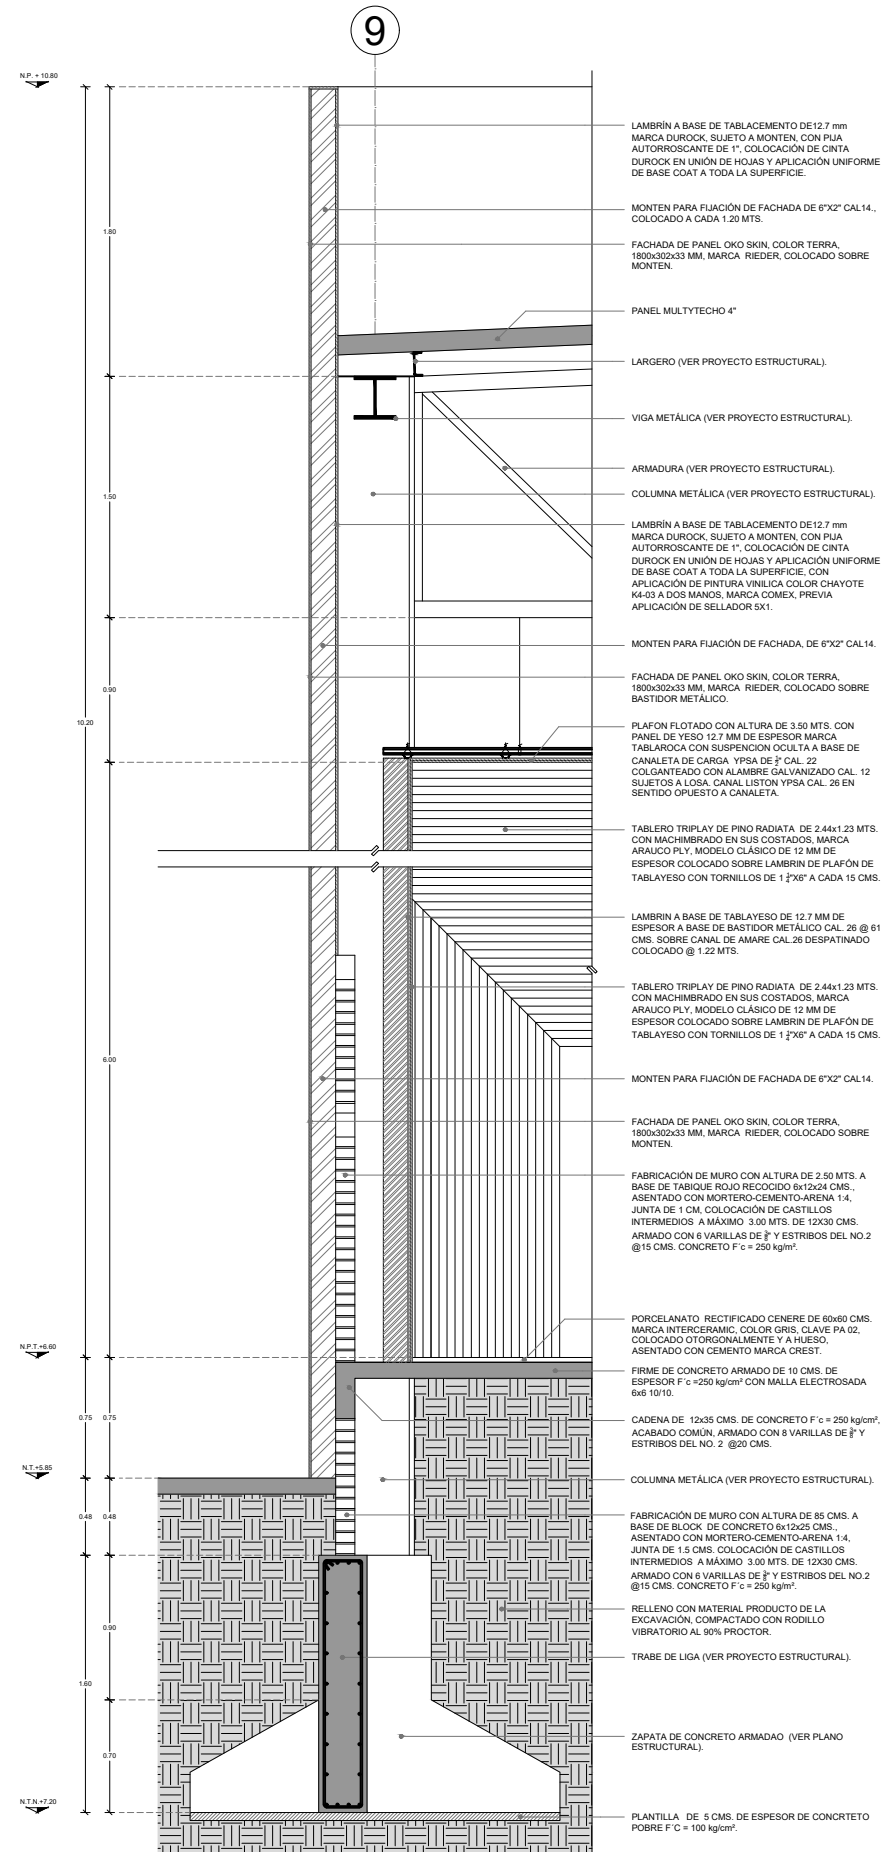 9
N.P. + 10.80
LAMBRÍN A BASE DE TABLACEMENTO DE12.7 mm
MARCA DUROCK, SUJETO A MONTEN, CON PIJA
AUTORROSCANTE DE 1", COLOCACIÓN DE CINTA
DUROCK EN UNIÓN DE HOJAS Y APLICACIÓN UNIFORME
DE BASE COAT A TODA LA SUPERFICIE.
MONTEN PARA FIJACIÓN DE FACHADA DE 6"X2" CAL14.,
COLOCADO A CADA 1.20 MTS.
1.80
FACHADA DE PANEL OKO SKIN, COLOR TERRA,
1800x302x33 MM, MARCA RIEDER, COLOCADO SOBRE
MONTEN.
PANEL MULTYTECHO 4"
LARGERO (VER PROYECTO ESTRUCTURAL).
VIGA METÁLICA (VER PROYECTO ESTRUCTURAL).
ARMADURA (VER PROYECTO ESTRUCTURAL).
COLUMNA METÁLICA (VER PROYECTO ESTRUCTURAL).
1.50
LAMBRÍN A BASE DE TABLACEMENTO DE12.7 mm
MARCA DUROCK, SUJETO A MONTEN, CON PIJA
AUTORROSCANTE DE 1", COLOCACIÓN DE CINTA
DUROCK EN UNIÓN DE HOJAS Y APLICACIÓN UNIFORME
DE BASE COAT A TODA LA SUPERFICIE, CON
APLICACIÓN DE PINTURA VINILICA COLOR CHAYOTE
K4-03 A DOS MANOS, MARCA COMEX, PREVIA
APLICACIÓN DE SELLADOR 5X1.
MONTEN PARA FIJACIÓN DE FACHADA, DE 6"X2" CAL14.
FACHADA DE PANEL OKO SKIN, COLOR TERRA,
1800x302x33 MM, MARCA RIEDER, COLOCADO SOBRE
BASTIDOR METÁLICO.
0.90
10.20
PLAFON FLOTADO CON ALTURA DE 3.50 MTS. CON
PANEL DE YESO 12.7 MM DE ESPESOR MARCA
TABLAROCA CON SUSPENCION OCULTA A BASE DE
CANALETA DE CARGA YPSA DE CAL. 22
COLGANTEADO CON ALAMBRE GALVANIZADO CAL. 12
SUJETOS A LOSA. CANAL LISTON YPSA CAL. 26 EN
SENTIDO OPUESTO A CANALETA.
TABLERO TRIPLAY DE PINO RADIATA DE 2.44x1.23 MTS.
CON MACHIMBRADO EN SUS COSTADOS, MARCA
ARAUCO PLY, MODELO CLÁSICO DE 12 MM DE
ESPESOR COLOCADO SOBRE LAMBRIN DE PLAFÓN DE
TABLAYESO CON TORNILLOS DE 1 1/4"X6" A CADA 15 CMS.
LAMBRIN A BASE DE TABLAYESO DE 12.7 MM DE
ESPESOR A BASE DE BASTIDOR METÁLICO CAL. 26 @ 61
CMS. SOBRE CANAL DE AMARE CAL.26 DESPATINADO
COLOCADO @ 1.22 MTS.
TABLERO TRIPLAY DE PINO RADIATA DE 2.44x1.23 MTS.
CON MACHIMBRADO EN SUS COSTADOS, MARCA
ARAUCO PLY, MODELO CLÁSICO DE 12 MM DE
ESPESOR COLOCADO SOBRE LAMBRIN DE PLAFÓN DE
TABLAYESO CON TORNILLOS DE 1 1/4"X6" A CADA 15 CMS.
6.00
MONTEN PARA FIJACIÓN DE FACHADA DE 6"X2" CAL14.
FACHADA DE PANEL OKO SKIN, COLOR TERRA,
1800x302x33 MM, MARCA RIEDER, COLOCADO SOBRE
MONTEN.
FABRICACIÓN DE MURO CON ALTURA DE 2.50 MTS. A
BASE DE TABIQUE ROJO RECOCIDO 6x12x24 CMS.,
ASENTADO CON MORTERO-CEMENTO-ARENA 1:4,
JUNTA DE 1 CM, COLOCACIÓN DE CASTILLOS
INTERMEDIOS A MÁXIMO 3.00 MTS. DE 12X30 CMS.
ARMADO CON 6 VARILLAS DE 3/8" Y ESTRIBOS DEL NO.2
@15 CMS. CONCRETO F´c = 250 kg/m².
PORCELANATO RECTIFICADO CENERE DE 60x60 CMS.
MARCA INTERCERAMIC, COLOR GRIS, CLAVE PA 02,
COLOCADO OTORGONALMENTE Y A HUESO,
ASENTADO CON CEMENTO MARCA CREST.
N.P.T.+6.60
FIRME DE CONCRETO ARMADO DE 10 CMS. DE
ESPESOR F´c =250 kg/cm² CON MALLA ELECTROSADA
6x6 10/10.
0.75
0.75
CADENA DE 12x35 CMS. DE CONCRETO F´c = 250 kg/cm²,
ACABADO COMÚN, ARMADO CON 8 VARILLAS DE 3/8" Y
ESTRIBOS DEL NO. 2 @20 CMS.
N.T.+5.85
COLUMNA METÁLICA (VER PROYECTO ESTRUCTURAL).
0.48
0.48
FABRICACIÓN DE MURO CON ALTURA DE 85 CMS. A
BASE DE BLOCK DE CONCRETO 6x12x25 CMS.,
ASENTADO CON MORTERO-CEMENTO-ARENA 1:4,
JUNTA DE 1.5 CMS. COLOCACIÓN DE CASTILLOS
INTERMEDIOS A MÁXIMO 3.00 MTS. DE 12X30 CMS.
ARMADO CON 6 VARILLAS DE 3/8" Y ESTRIBOS DEL NO.2
@15 CMS. CONCRETO F´c = 250 kg/m².
RELLENO CON MATERIAL PRODUCTO DE LA
EXCAVACIÓN, COMPACTADO CON RODILLO
VIBRATORIO AL 90% PROCTOR.
0.90
TRABE DE LIGA (VER PROYECTO ESTRUCTURAL).
1.60
ZAPATA DE CONCRETO ARMADAO (VER PLANO
ESTRUCTURAL).
0.70
N.T.N.+7.20
PLANTILLA DE 5 CMS. DE ESPESOR DE CONCRTETO
POBRE F´C = 100 kg/cm².